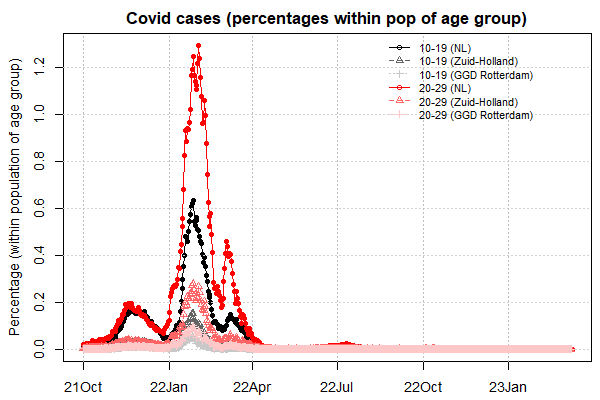 Covid cases (percentages within pop of age group)
Percentage (within population of age group)
1.2
1.0
0.8
0.6
0.4
0.2
0.0
10-19 (NL)
10-19 (Zuid-Holland)
10-19 (GGD Rotterdam)
20-29 (NL)
20-29 (Zuid-Holland)
20-29 (GGD Rotterdam)
21Oct 22Jan 22Apr 22Jul 22Oct 23Jan